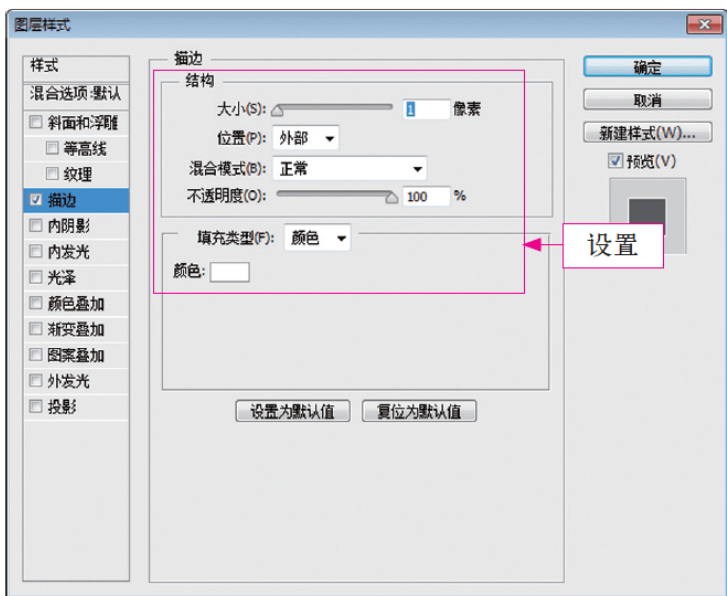 图层样式
样式
混合选项:默认
斜面和浮雕
等高线
纹理
描边
内阴影
内发光
光泽
颜色叠加
渐变叠加
图案叠加
外发光
投影
描边
结构
大小(S): 1 像素
位置(P): 外部
混合模式(B): 正常
不透明度(O): 100 %
填充类型(F): 颜色
颜色:
设置为默认值 复位为默认值
确定
取消
新建样式(W)...
预览(V)
设置